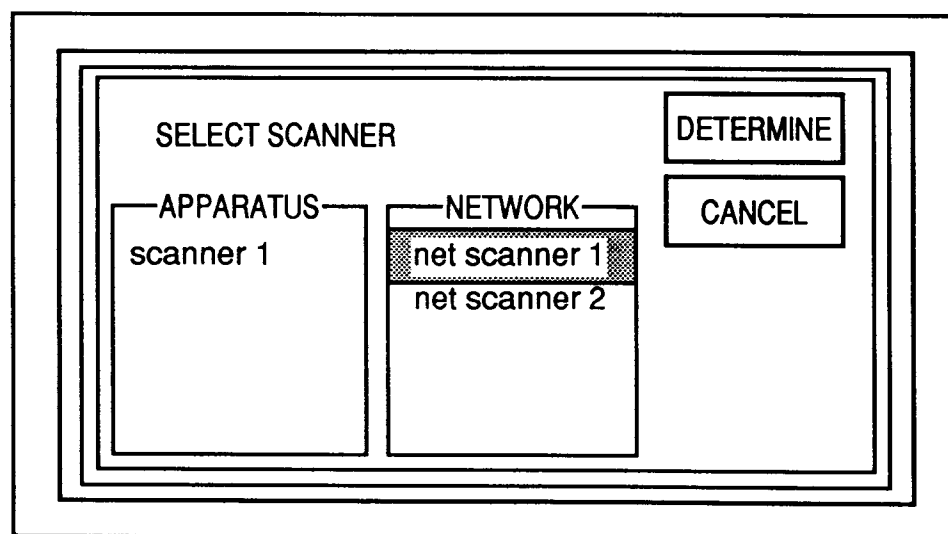 SELECT SCANNER
DETERMINE
CANCEL
APPARATUS
scanner 1
NETWORK
net scanner 1
net scanner 2